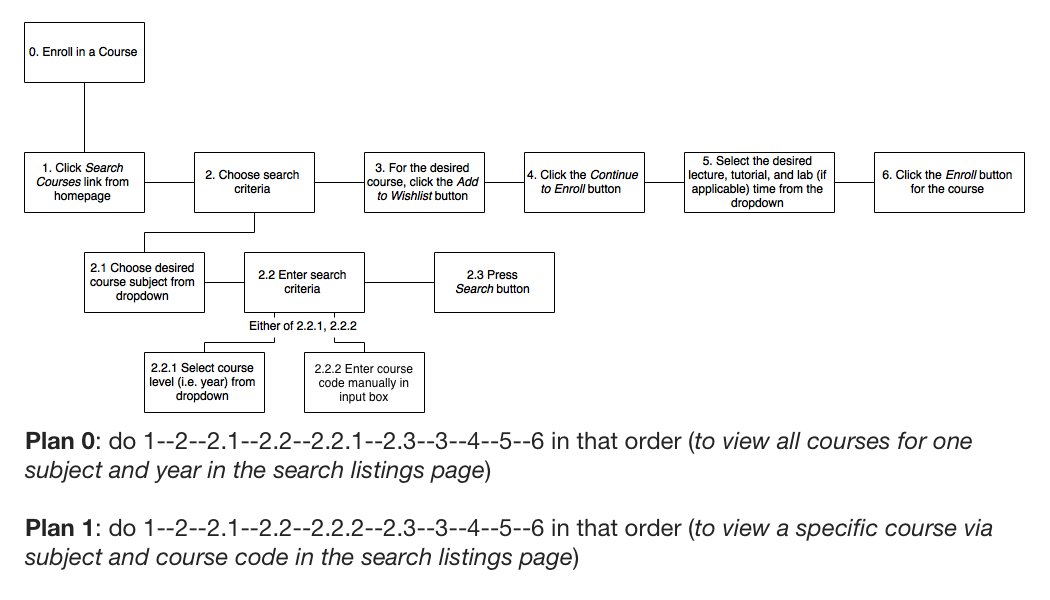 0. Enroll in a Course
1. Click Search
Courses link from
homepage
2. Choose search
criteria
3. For the desired
course, click the Add
to Wishlist button
4. Click the Continue
to Enroll button
5. Select the desired
lecture, tutorial, and lab (if
applicable) time from the
dropdown
6. Click the Enroll button
for the course
2.1 Choose desired
course subject from
dropdown
2.2 Enter search
criteria
2.3 Press
Search button
Either of 2.2.1, 2.2.2
2.2.1 Select course
level (i.e. year) from
dropdown
2.2.2 Enter course
code manually in
input box
Plan 0: do 1--2--2.1--2.2--2.2.1--2.3--3--4--5--6 in that order (to view all courses for one
subject and year in the search listings page)
Plan 1: do 1--2--2.1--2.2--2.2.2--2.3--3--4--5--6 in that order (to view a specific course via
subject and course code in the search listings page)